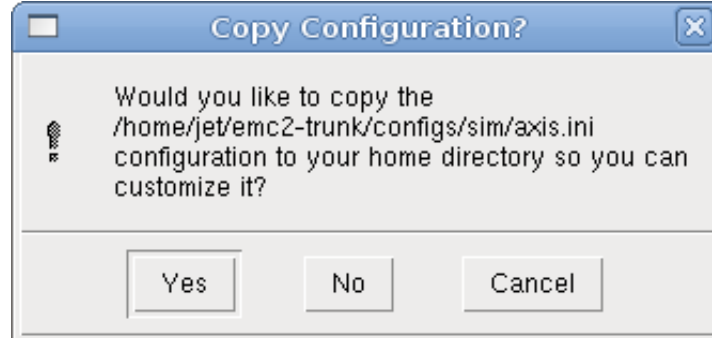 Copy Configuration?
Would you like to copy the
/home/jet/emc2-trunk/configs/sim/axis.ini
configuration to your home directory so you can
customize it?
Yes No Cancel